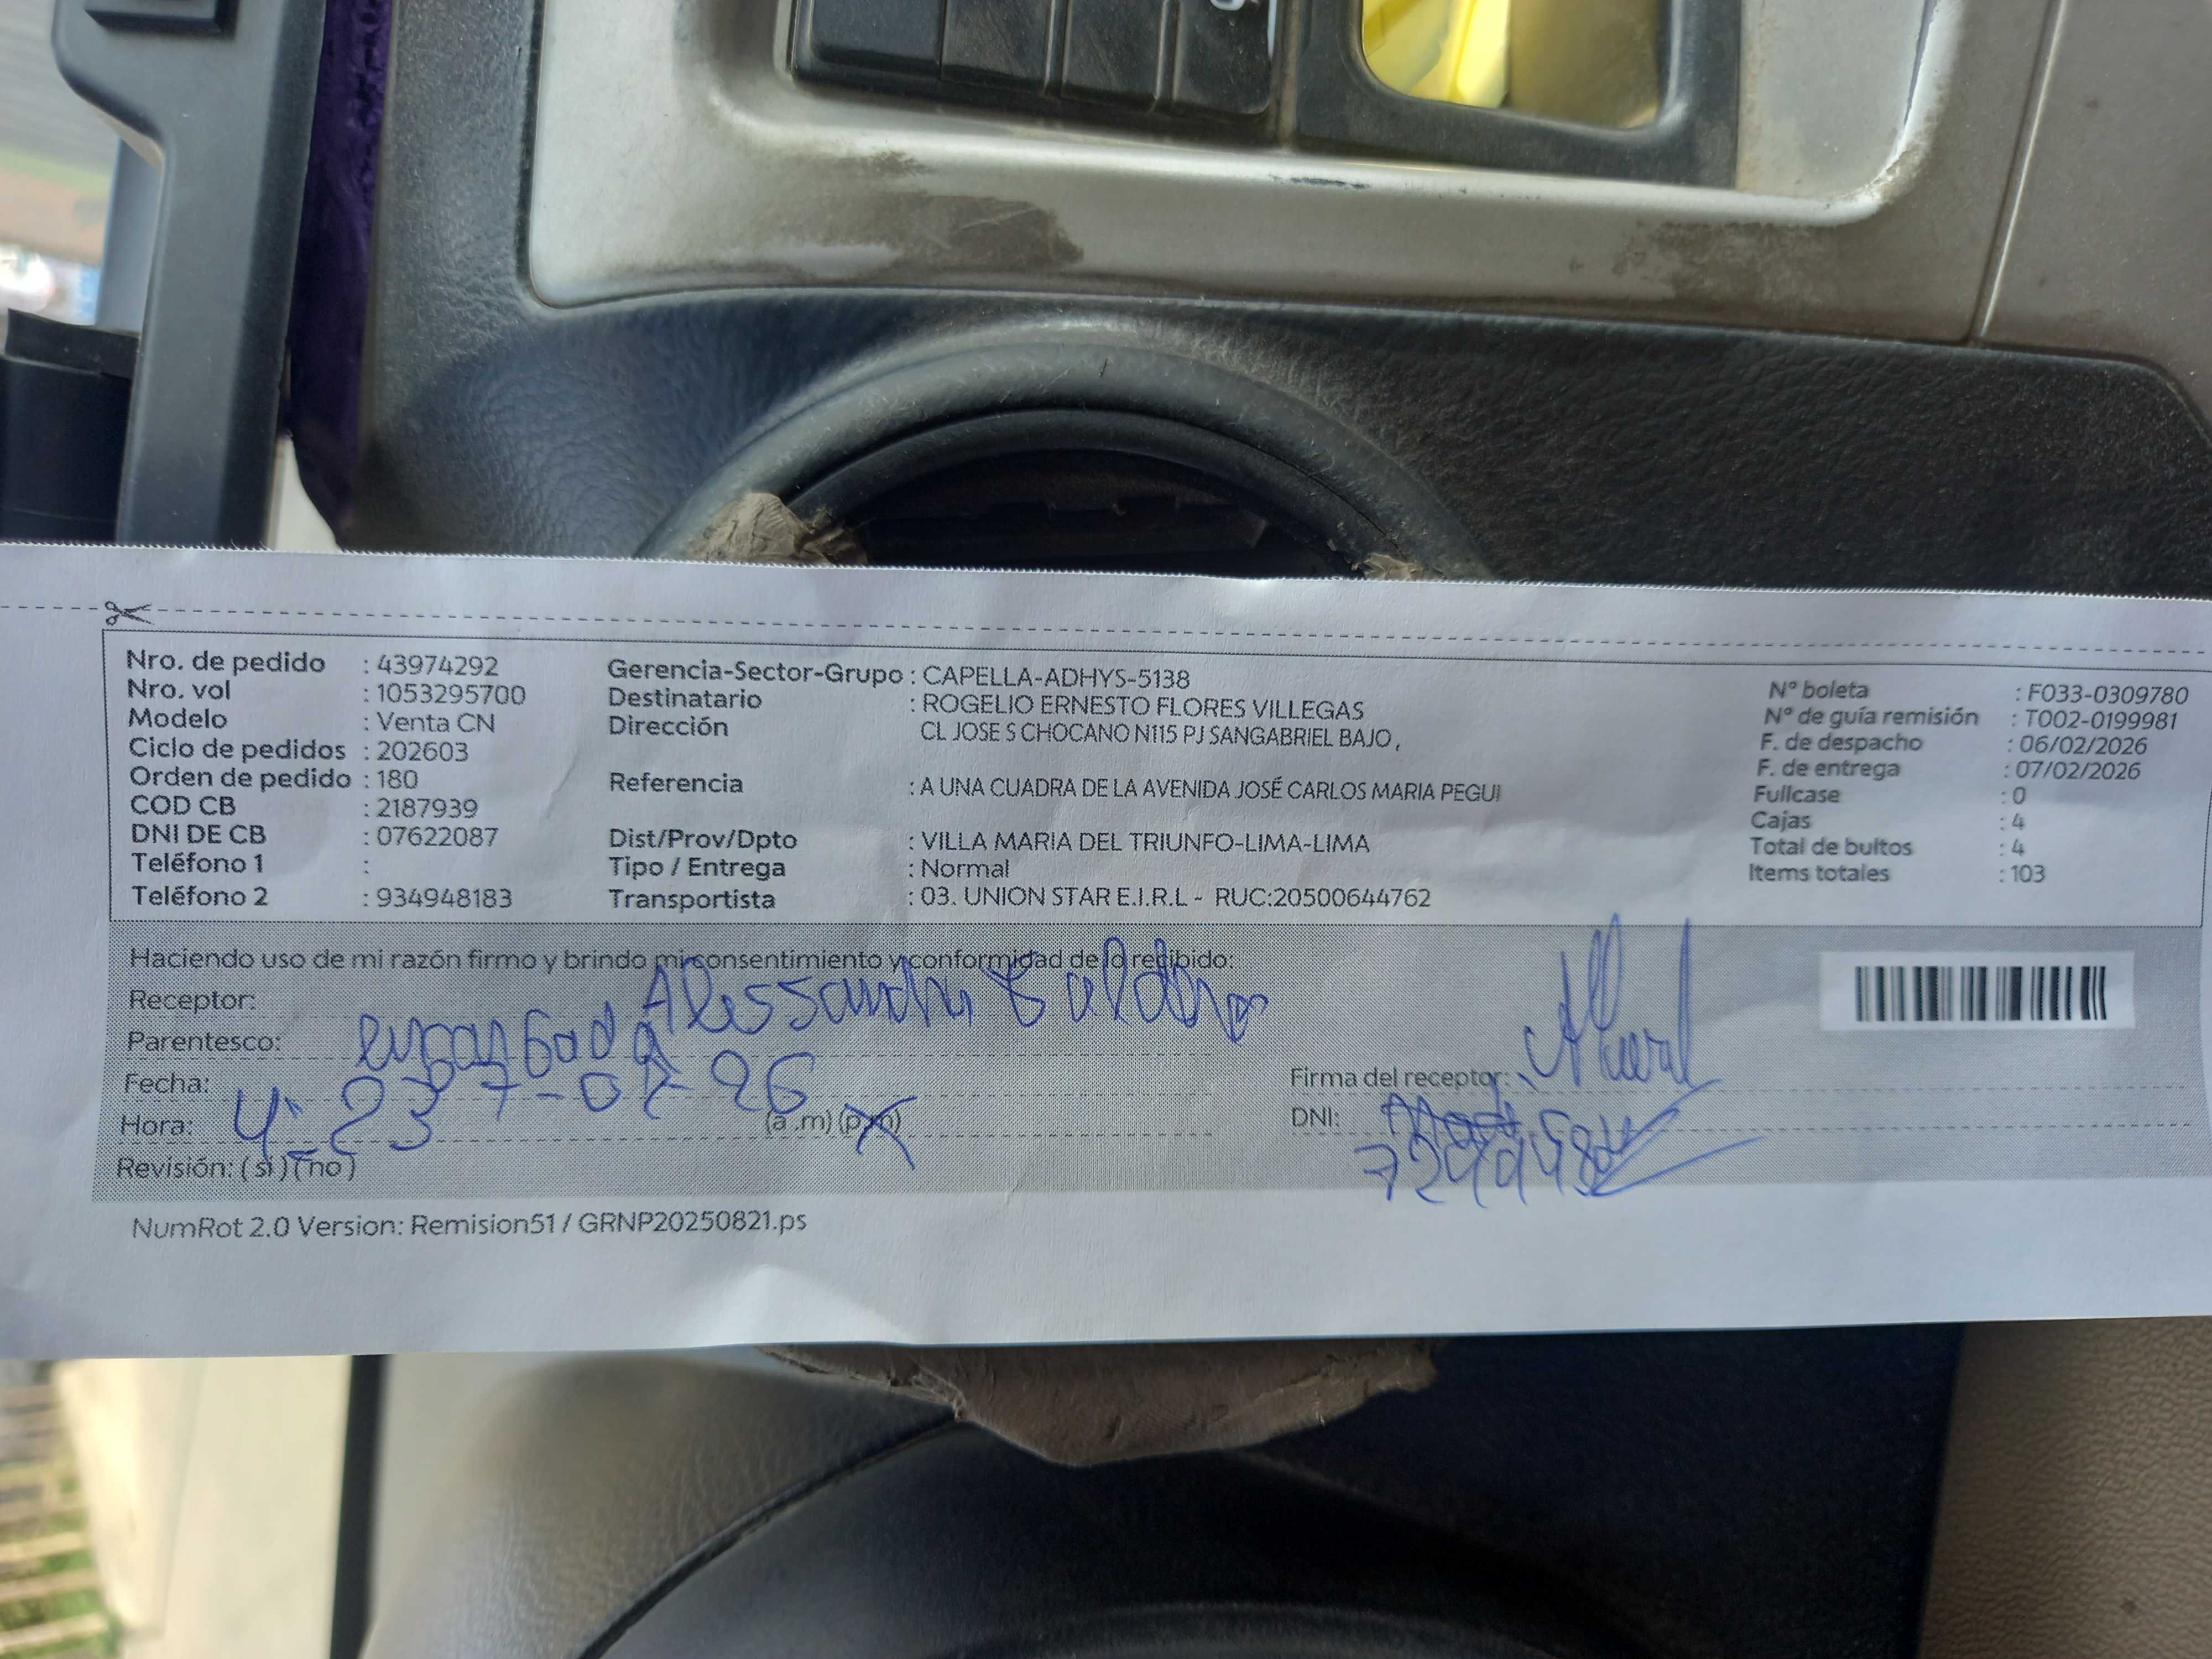 Nro. de pedido : 43974292
Nro. vol : 1053295700
Modelo : Venta CN
Ciclo de pedidos : 202603
Orden de pedido : 180
COD CB : 2187939
DNI DE CB : 07622087
Teléfono 1 :
Teléfono 2 : 934948183
Gerencia-Sector-Grupo : CAPELLA-ADHYS-5138
Destinatario : ROGELIO ERNESTO FLORES VILLEGAS
Dirección CL JOSE S CHOCANO N115 PJ SANGABRIEL BAJO ,
Referencia : A UNA CUADRA DE LA AVENIDA JOSÉ CARLOS MARIA PEGUI
Dist/Prov/Dpto : VILLA MARIA DEL TRIUNFO-LIMA-LIMA
Tipo / Entrega : Normal
Transportista : 03. UNION STAR E.I.R.L - RUC:20500644762
N° boleta : F033-0309780
N° de guía remisión : T002-0199981
F. de despacho : 06/02/2026
F. de entrega : 07/02/2026
Fullcase : 0
Cajas : 4
Total de bultos : 4
Items totales : 103
Haciendo uso de mi razón firmo y brindo mi consentimiento y conformidad de lo recibido:
Receptor: Alessandra
Parentesco: encargada
Fecha: 7-02-26
Hora: 4:23 (a .m) (p.m)
Revisión: ( si ) ( no )
Firma del receptor:
DNI:
NumRot 2.0 Version: Remision51 / GRNP20250821.ps